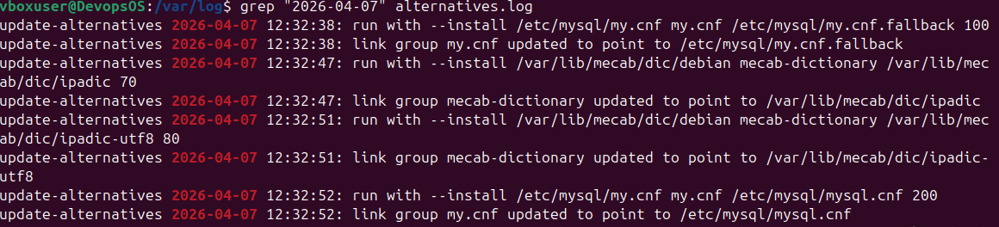 vboxuser@DevopsOS:/var/log$ grep "2026-04-07" alternatives.log
update-alternatives 2026-04-07 12:32:38: run with --install /etc/mysql/my.cnf my.cnf /etc/mysql/my.cnf.fallback 100
update-alternatives 2026-04-07 12:32:38: link group my.cnf updated to point to /etc/mysql/my.cnf.fallback
update-alternatives 2026-04-07 12:32:47: run with --install /var/lib/mecab/dic/debian mecab-dictionary /var/lib/mec
ab/dic/ipadic 70
update-alternatives 2026-04-07 12:32:47: link group mecab-dictionary updated to point to /var/lib/mecab/dic/ipadic
update-alternatives 2026-04-07 12:32:51: run with --install /var/lib/mecab/dic/debian mecab-dictionary /var/lib/mec
ab/dic/ipadic-utf8 80
update-alternatives 2026-04-07 12:32:51: link group mecab-dictionary updated to point to /var/lib/mecab/dic/ipadic-
utf8
update-alternatives 2026-04-07 12:32:52: run with --install /etc/mysql/my.cnf my.cnf /etc/mysql/mysql.cnf 200
update-alternatives 2026-04-07 12:32:52: link group my.cnf updated to point to /etc/mysql/mysql.cnf